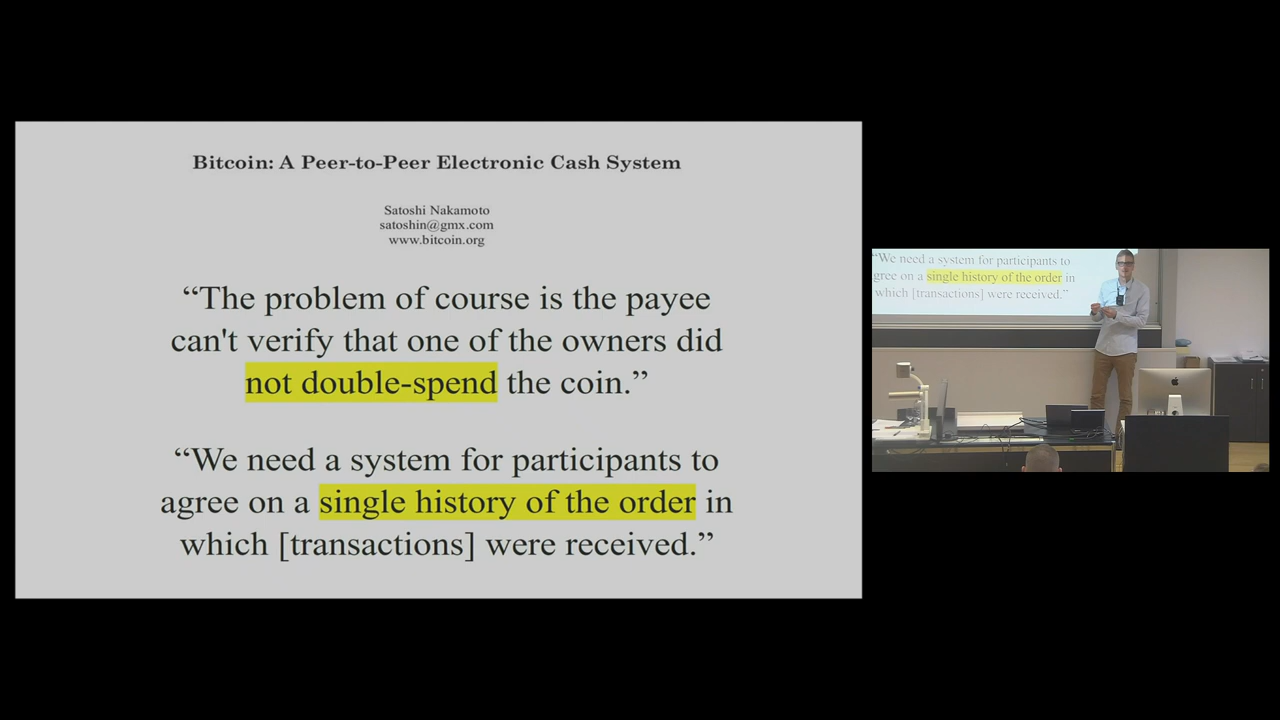 Bitcoin: A Peer-to-Peer Electronic Cash System
Satoshi Nakamoto
satoshin@gmx.com
www.bitcoin.org
“The problem of course is the payee
can't verify that one of the owners did
not double-spend the coin.”
“We need a system for participants to
agree on a single history of the order in
which [transactions] were received.”
“We need a system for participants to
gree on a single history of the order in
which [transactions] were received.”